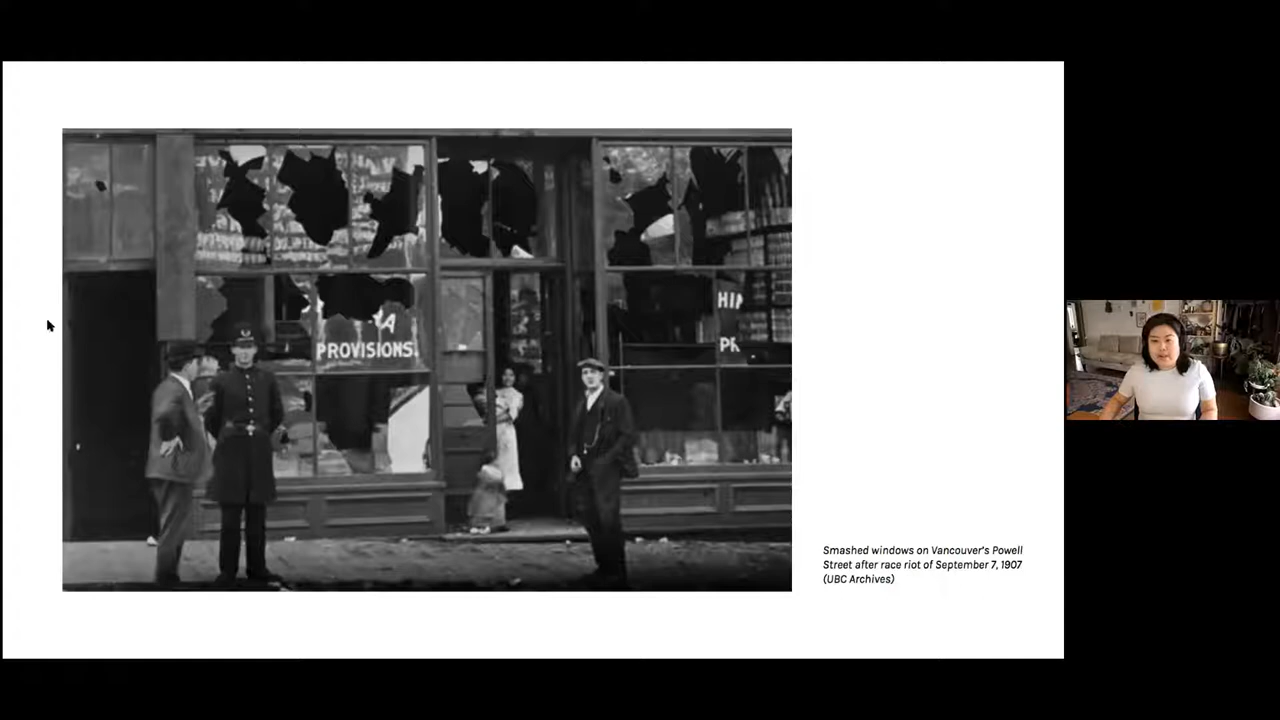 PROVISIONS.
Smashed windows on Vancouver's Powell
Street after race riot of September 7, 1907
(UBC Archives)